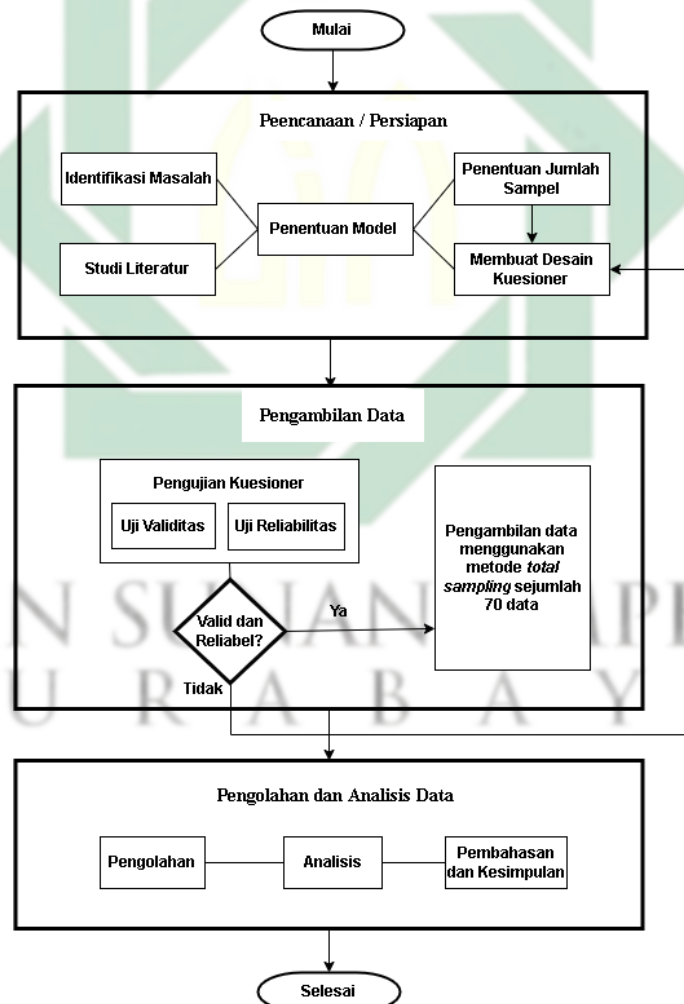 Mulai
Peencanaan / Persiapan
Identifikasi Masalah
Studi Literatur
Penentuan Model
Penentuan Jumlah
Sampel
Membuat Desain
Kuesioner
Pengambilan Data
Pengujian Kuesioner
Uji Validitas
Uji Reliabilitas
Valid dan
Reliabel?
Ya
Tidak
Pengambilan data
menggunakan
metode total
sampling sejumlah
70 data
N SUNAN
S U R A B A Y
Pengolahan dan Analisis Data
Pengolahan
Analisis
Pembahasan
dan Kesimpulan
Selesai